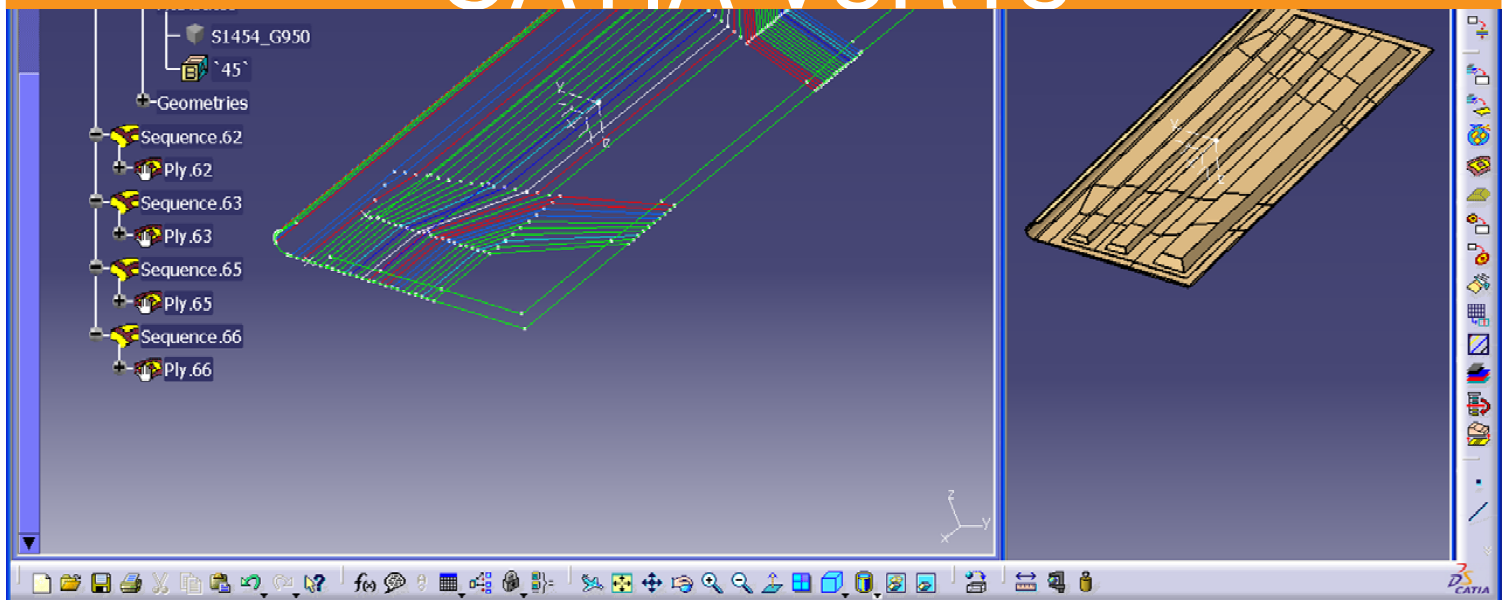 S1454_G950
`45`
Geometries
Sequence.62
Ply.62
Sequence.63
Ply.63
Sequence.65
Ply.65
Sequence.66
Ply.66
y
x
z
y
x
z
z
y
x
f(x)
CATIA